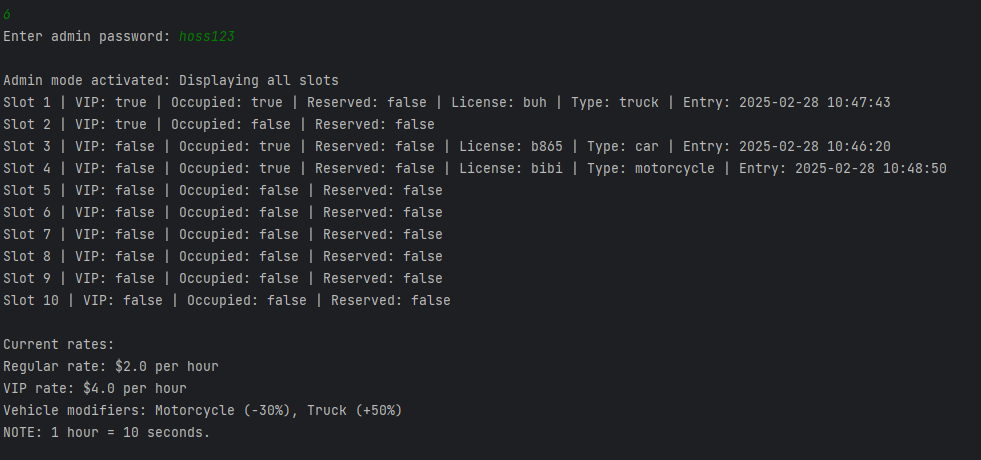 6
Enter admin password: hoss123
Admin mode activated: Displaying all slots
Slot 1 | VIP: true | Occupied: true | Reserved: false | License: buh | Type: truck | Entry: 2025-02-28 10:47:43
Slot 2 | VIP: true | Occupied: false | Reserved: false
Slot 3 | VIP: false | Occupied: true | Reserved: false | License: b865 | Type: car | Entry: 2025-02-28 10:46:20
Slot 4 | VIP: false | Occupied: true | Reserved: false | License: bibi | Type: motorcycle | Entry: 2025-02-28 10:48:50
Slot 5 | VIP: false | Occupied: false | Reserved: false
Slot 6 | VIP: false | Occupied: false | Reserved: false
Slot 7 | VIP: false | Occupied: false | Reserved: false
Slot 8 | VIP: false | Occupied: false | Reserved: false
Slot 9 | VIP: false | Occupied: false | Reserved: false
Slot 10 | VIP: false | Occupied: false | Reserved: false
Current rates:
Regular rate: $2.0 per hour
VIP rate: $4.0 per hour
Vehicle modifiers: Motorcycle (-30%), Truck (+50%)
NOTE: 1 hour = 10 seconds.